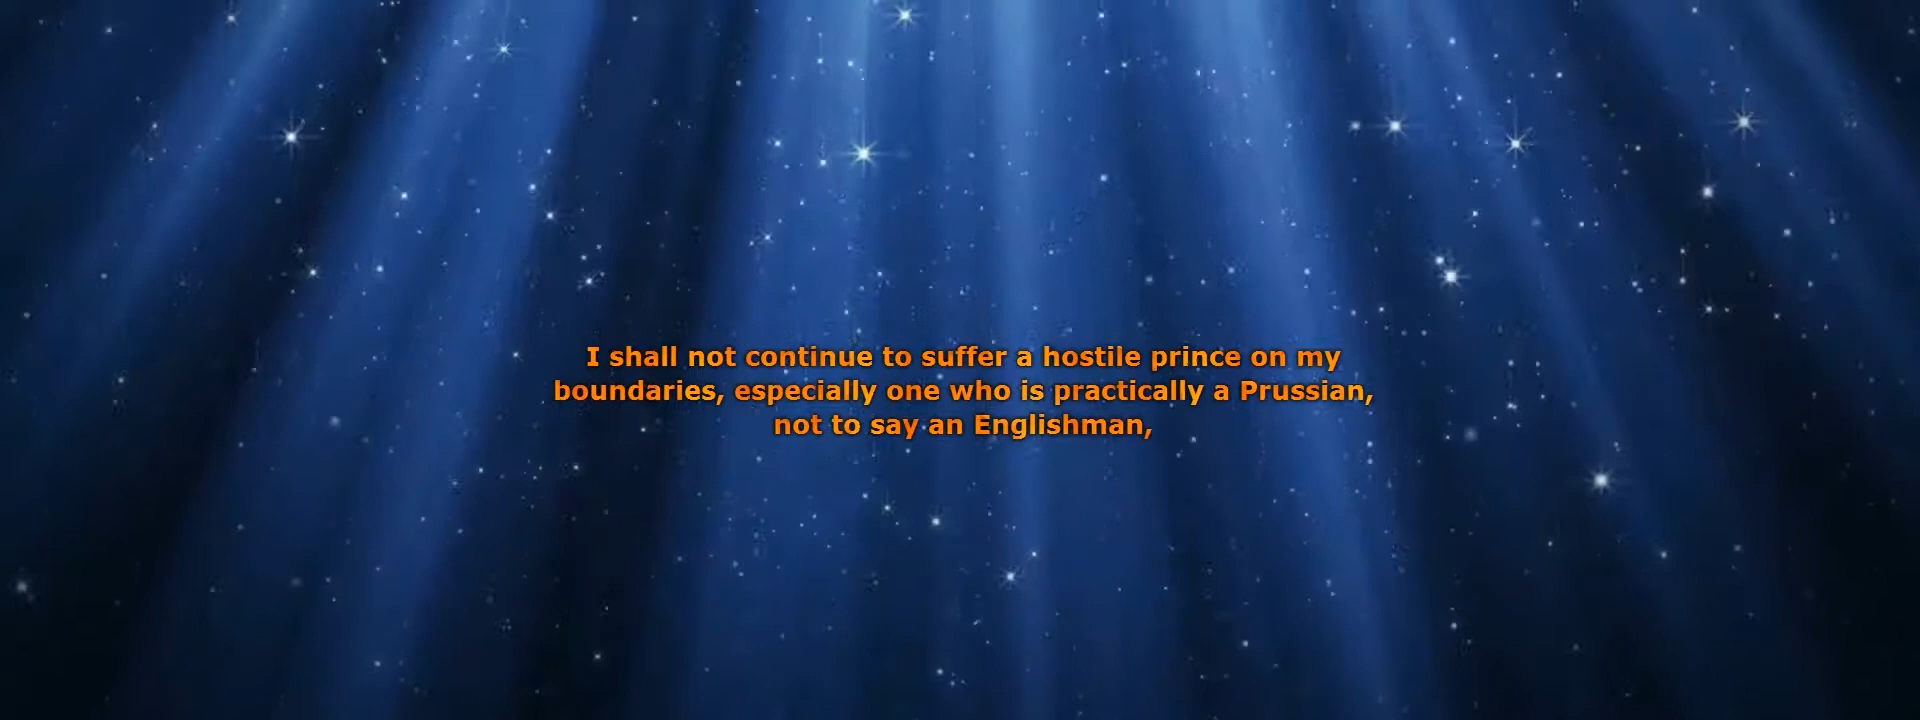 I shall not continue to suffer a hostile prince on my
boundaries, especially one who is practically a Prussian,
not to say an Englishman,